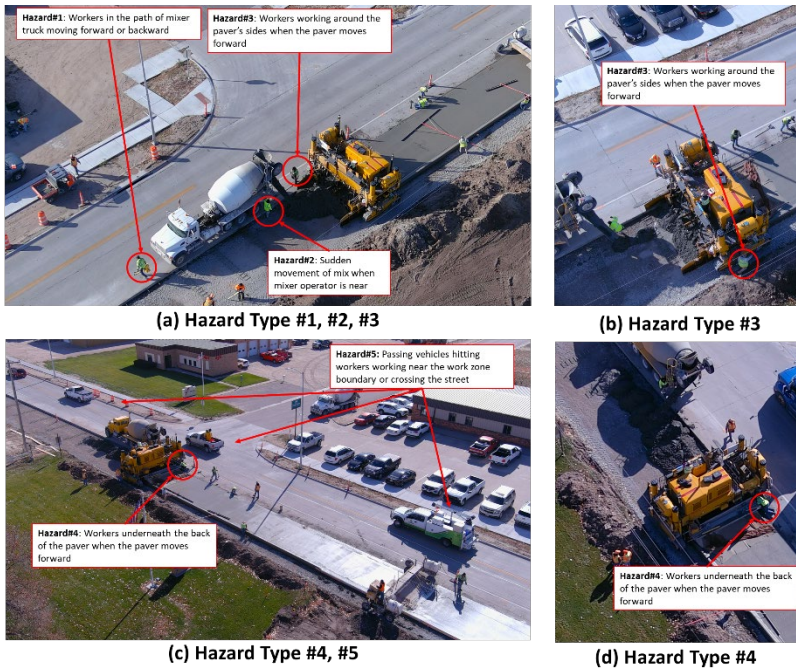 Hazard#1: Workers in the path of mixer
truck moving forward or backward
Hazard#3: Workers working around the
paver's sides when the paver moves
forward
Hazard#2: Sudden
movement of mix when
mixer operator is near
(a) Hazard Type #1, #2, #3
Hazard#3: Workers working around the
paver's sides when the paver moves
forward
(b) Hazard Type #3
Hazard#5: Passing vehicles hitting
workers working near the work zone
boundary or crossing the street
Hazard#4: Workers underneath the back
of the paver when the paver moves
forward
(c) Hazard Type #4, #5
Hazard#4: Workers underneath the back
of the paver when the paver moves
forward
(d) Hazard Type #4